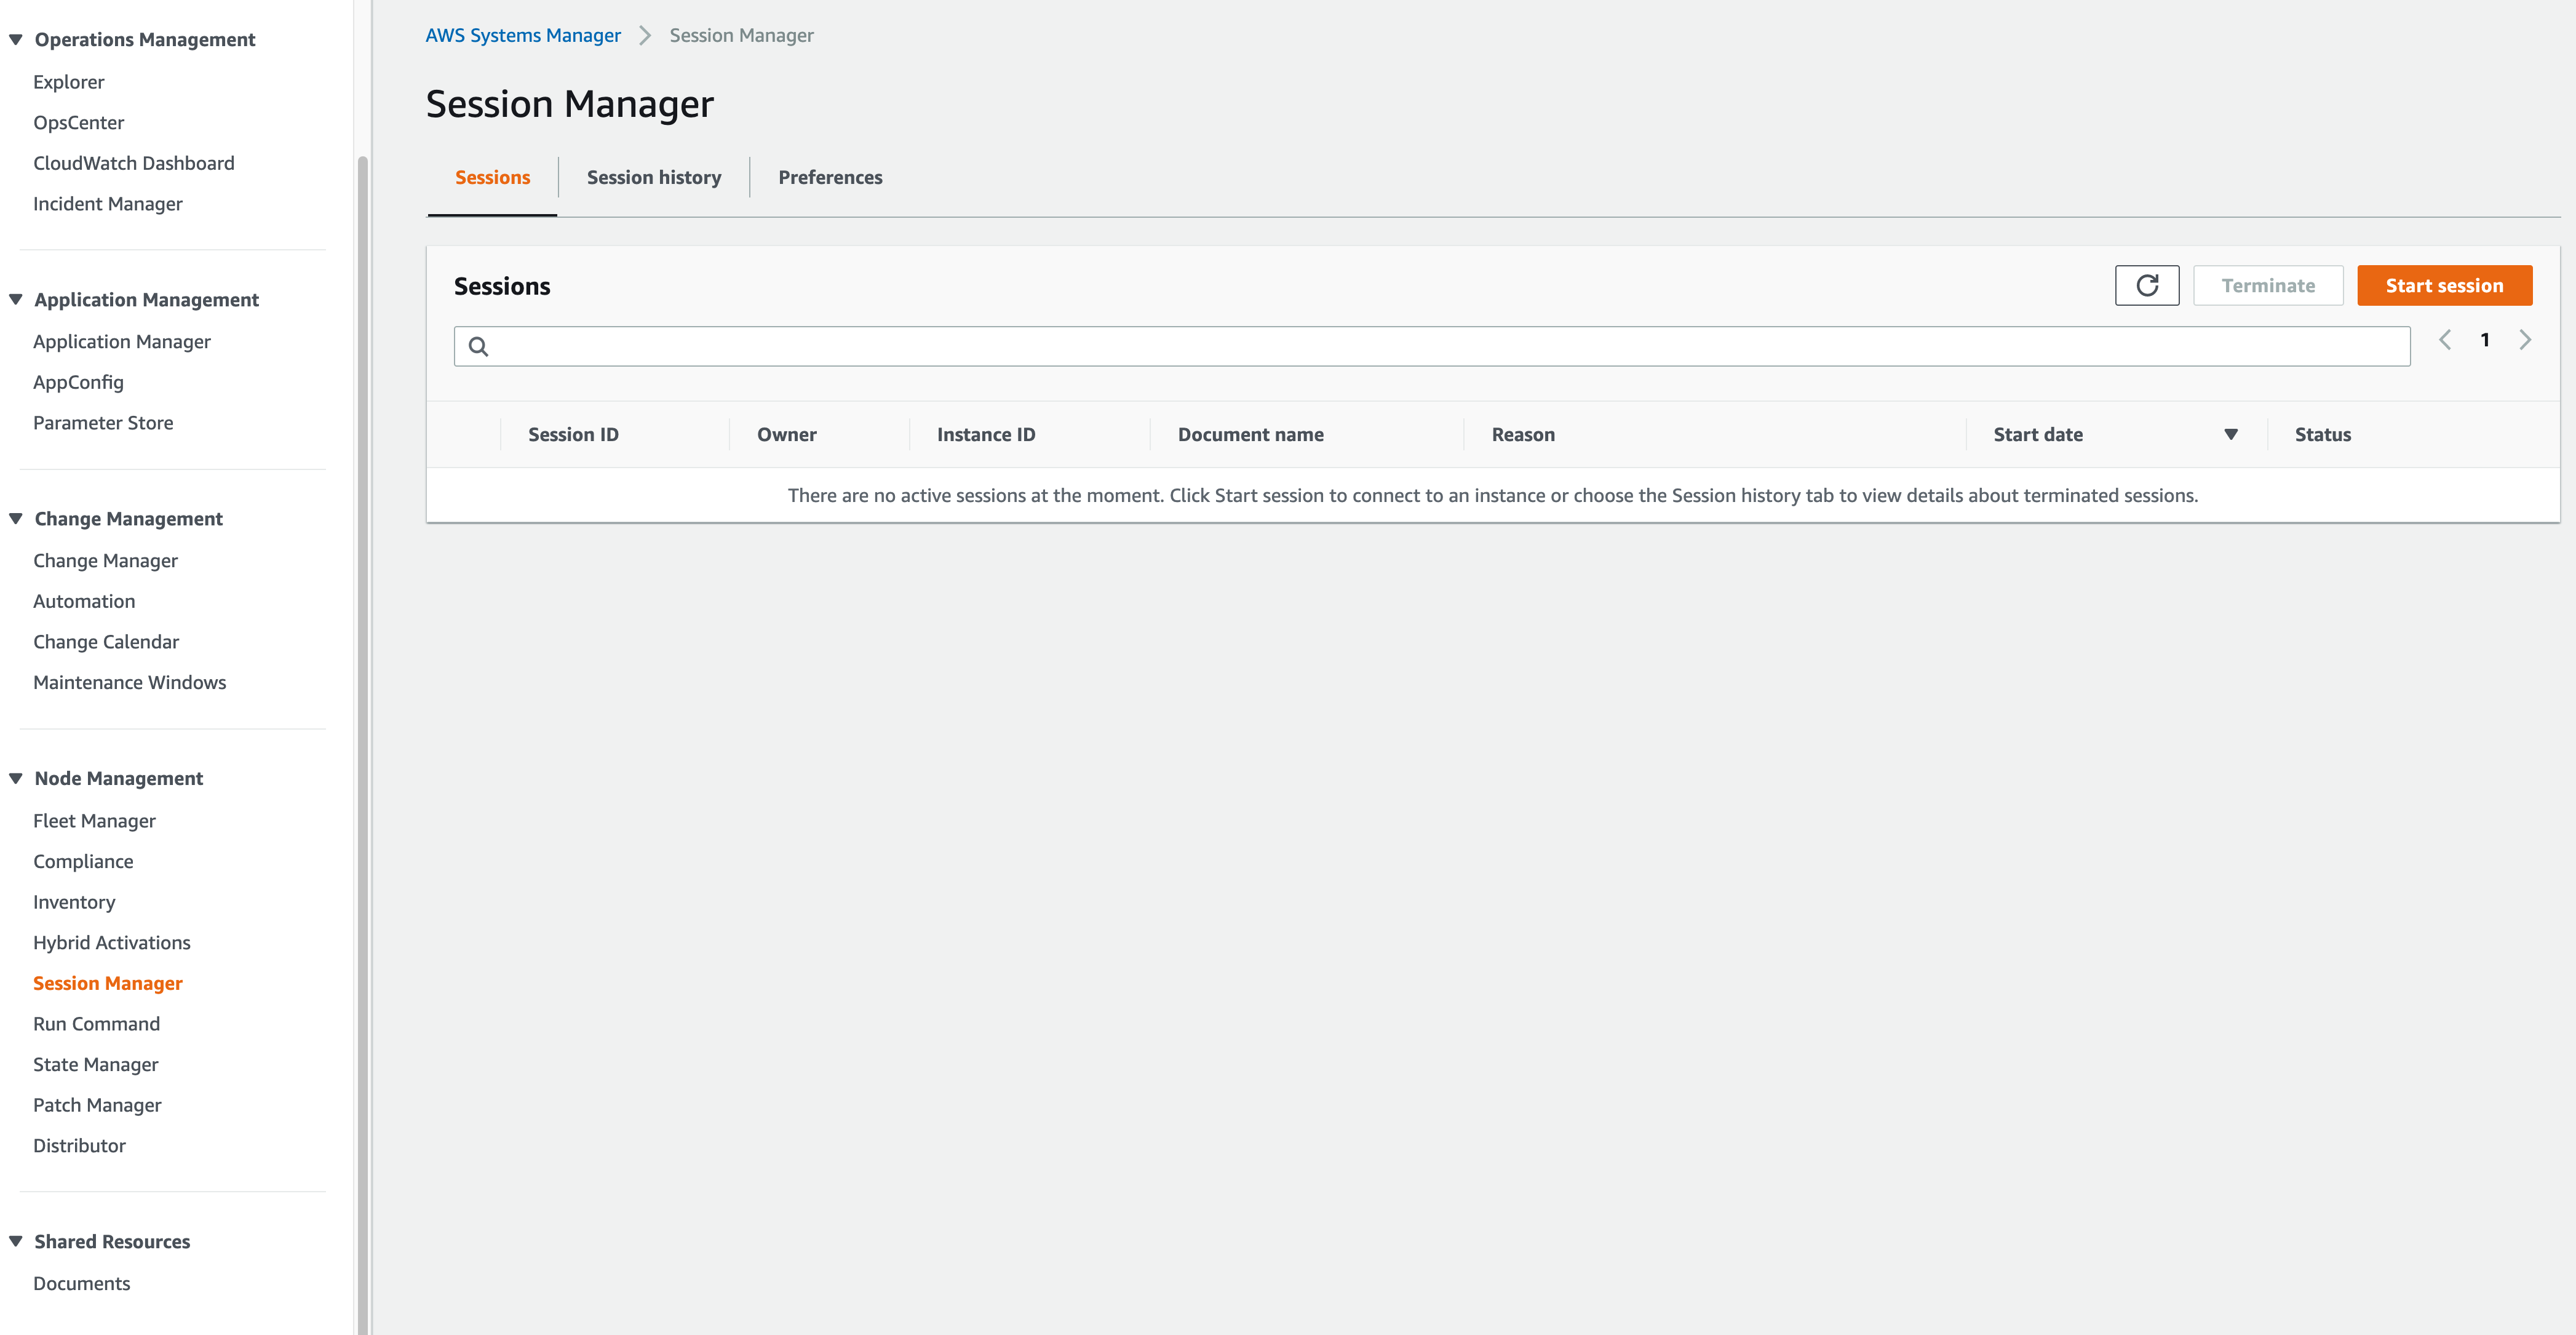 Operations Management
Explorer
OpsCenter
CloudWatch Dashboard
Incident Manager
Application Management
Application Manager
AppConfig
Parameter Store
Change Management
Change Manager
Automation
Change Calendar
Maintenance Windows
Node Management
Fleet Manager
Compliance
Inventory
Hybrid Activations
Session Manager
Run Command
State Manager
Patch Manager
Distributor
Shared Resources
Documents
AWS Systems Manager Session Manager
Session Manager
Sessions Session history Preferences
Sessions Terminate Start session
1
Session ID Owner Instance ID Document name Reason Start date Status
There are no active sessions at the moment. Click Start session to connect to an instance or choose the Session history tab to view details about terminated sessions.